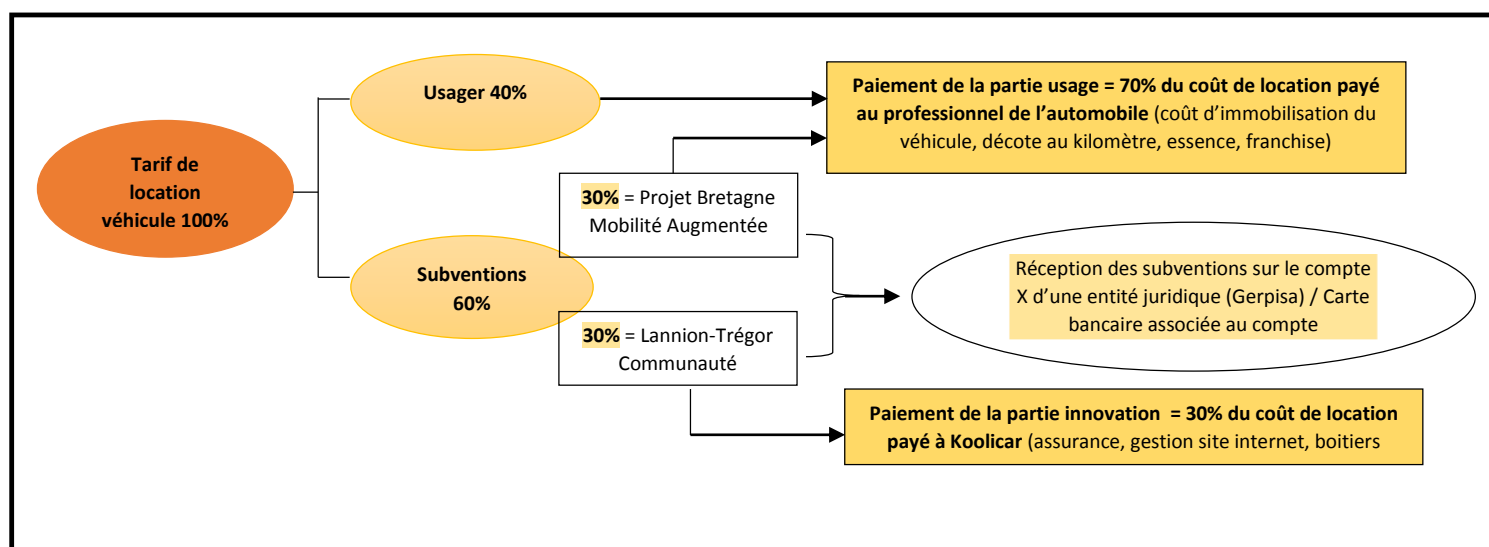 Tarif de
location
véhicule 100%
Usager 40%
Subventions
60%
30% = Projet Bretagne
Mobilité Augmentée
30% = Lannion-Trégor
Communauté
Paiement de la partie usage = 70% du coût de location payé
au professionnel de l’automobile (coût d’immobilisation du
véhicule, décote au kilomètre, essence, franchise)
Réception des subventions sur le compte
X d’une entité juridique (Gerpisa) / Carte
bancaire associée au compte
Paiement de la partie innovation  = 30% du coût de location
payé à Koolicar (assurance, gestion site internet, boitiers